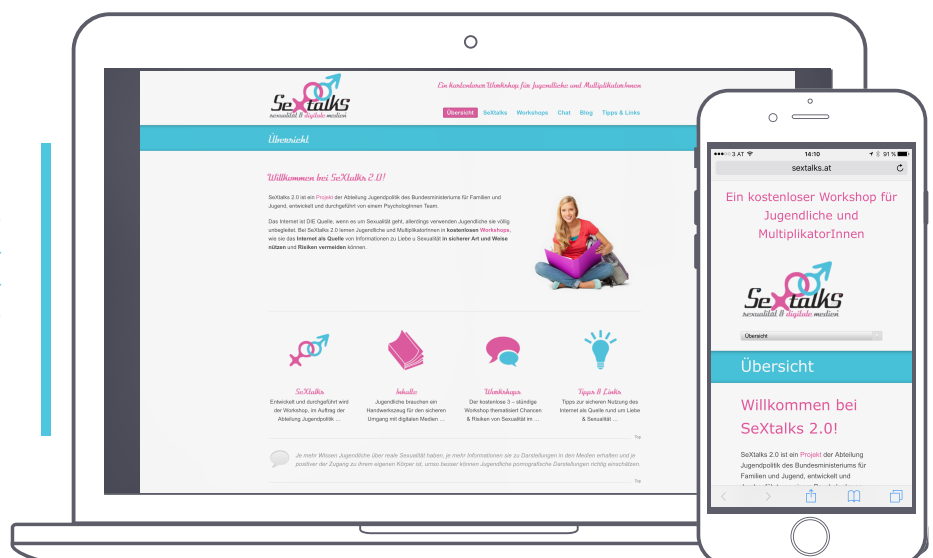 SeXtalks
sexualität & digitale medien
Ein kostenloser Workshop für Jugendliche und MultiplikatorInnen
Übersicht SeXtalks Workshops Chat Blog Tipps & Links
Übersicht
Willkommen bei SeXtalks 2.0!
SeXtalks 2.0 ist ein Projekt der Abteilung Jugendpolitik des Bundesministeriums für Familien und
Jugend, entwickelt und durchgeführt von einem PsychologInnen Team.
Das Internet ist DIE Quelle, wenn es um Sexualität geht, allerdings verwenden Jugendliche sie völlig
unbegleitet. Bei SeXtalks 2.0 lernen Jugendliche und MultiplikatorInnen in kostenlosen Workshops,
wie sie das Internet als Quelle von Informationen zu Liebe u Sexualität in sicherer Art und Weise
nützen und Risiken vermeiden können.
SeXtalks
Entwickelt und durchgeführt wird
der Workshop, im Auftrag der
Abteilung Jugendpolitik ...
Inhalte
Jugendliche brauchen ein
Handwerkszeug für den sicheren
Umgang mit digitalen Medien ...
Workshops
Der kostenlose 3 – stündige
Workshop thematisiert Chancen
& Risiken von Sexualität im ...
Tipps & Links
Tipps zur sicheren Nutzung des
Internet als Quelle rund um Liebe
& Sexualität ...
Top
Je mehr Wissen Jugendliche über reale Sexualität haben, je mehr Informationen sie zu Darstellungen in den Medien erhalten und je
positiver der Zugang zu ihrem eigenen Körper ist, umso besser können Jugendliche pornografische Darstellungen richtig einschätzen.
Top
3 AT 14:10 91 %
sextalks.at
Ein kostenloser Workshop für
Jugendliche und
MultiplikatorInnen
SeXtalks
sexualität & digitale medien
Übersicht
Übersicht
Willkommen bei
SeXtalks 2.0!
SeXtalks 2.0 ist ein Projekt der Abteilung
Jugendpolitik des Bundesministeriums für
Familien und Jugend, entwickelt und